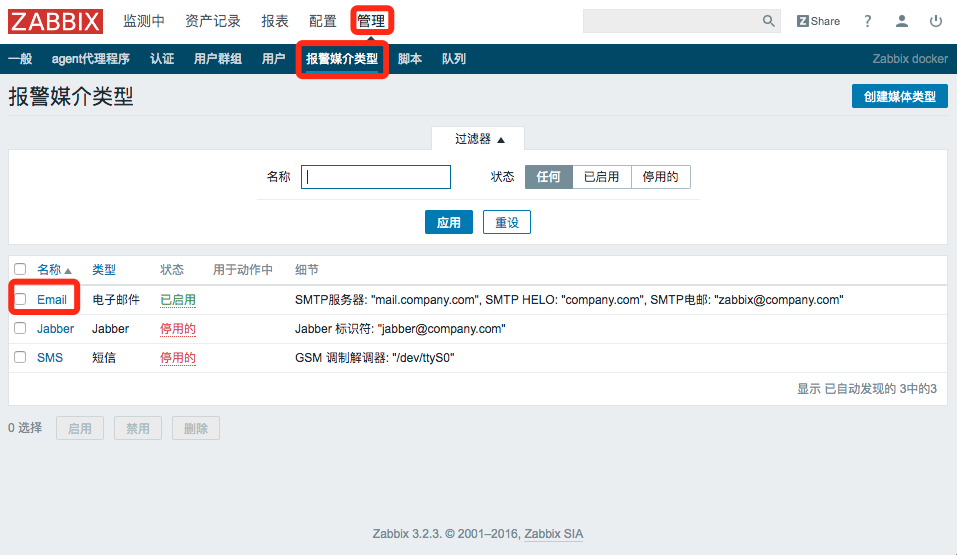 ZABBIX 监测中 资产记录 报表 配置 管理 Z Share ?
一般 agent代理程序 认证 用户群组 用户 报警媒介类型 脚本 队列 Zabbix docker
报警媒介类型 创建媒体类型
过滤器 ▲
名称 状态 任何 已启用 停用的
应用 重设
名称 ▲ 类型 状态 用于动作中 细节
Email 电子邮件 已启用 SMTP服务器: "mail.company.com", SMTP HELO: "company.com", SMTP电邮: "zabbix@company.com"
Jabber Jabber 停用的 Jabber 标识符: "jabber@company.com"
SMS 短信 停用的 GSM 调制解调器: "/dev/ttyS0"
显示 已自动发现的 3中的3
0 选择 启用 禁用 删除
Zabbix 3.2.3. © 2001–2016, Zabbix SIA